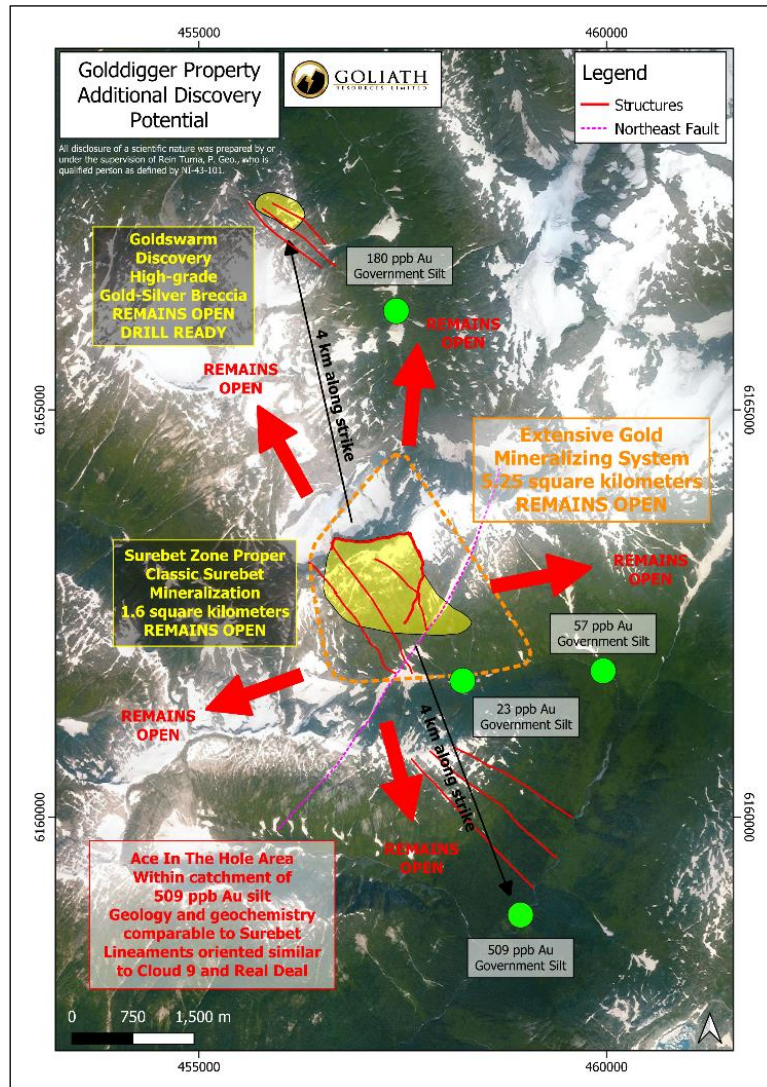 455000
460000
Golddigger Property
Additional Discovery
Potential
All disclosure of a scientific nature was prepared by or
under the supervision of Rein Turna, P. Geo., who is
qualified person as defined by NI-43-101.
GOLIATH
RESOURCES LIMITED
Legend
Structures
Northeast Fault
Goldswarm
Discovery
High-grade
Gold-Silver Breccia
REMAINS OPEN
DRILL READY
180 ppb Au
Government Silt
REMAINS
OPEN
REMAINS
OPEN
4 km along strike
6165000
6165000
Extensive Gold
Mineralizing System
5.25 square kilometers
REMAINS OPEN
Surebet Zone Proper
Classic Surebet
Mineralization
1.6 square kilometers
REMAINS OPEN
REMAINS
OPEN
57 ppb Au
Government Silt
23 ppb Au
Government Silt
REMAINS
OPEN
4 km along strike
6160000
6160000
REMAINS
OPEN
Ace In The Hole Area
Within catchment of
509 ppb Au silt
Geology and geochemistry
comparable to Surebet
Lineaments oriented similar
to Cloud 9 and Real Deal
509 ppb Au
Government Silt
0 750 1,500 m
455000
460000